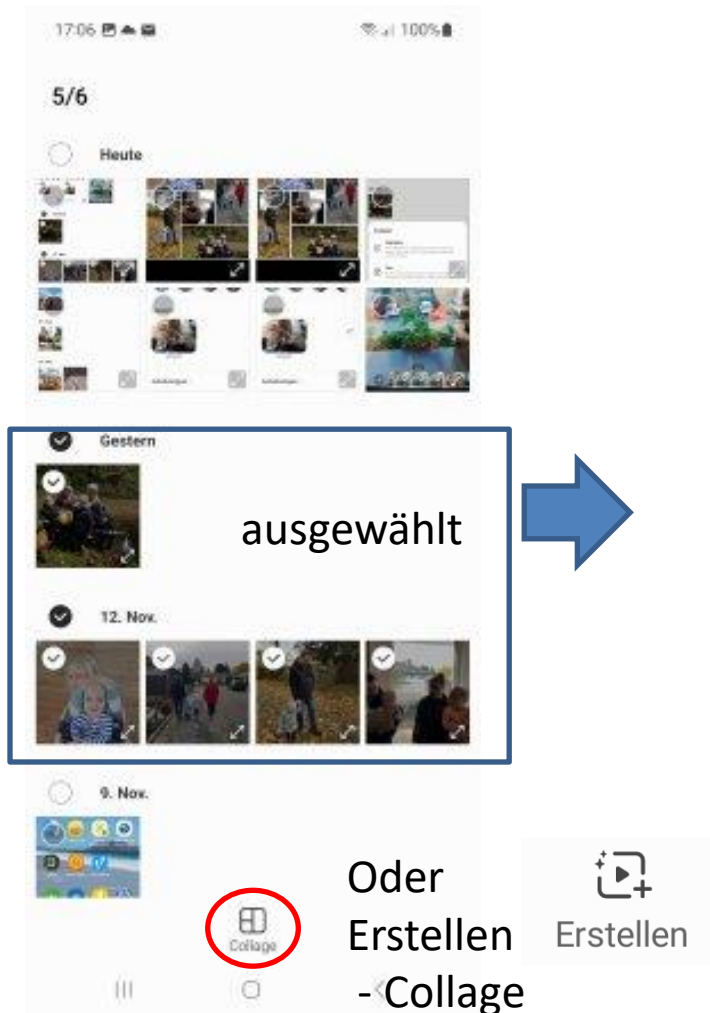 17:06
100%
5/6
Heute
Gestern
ausgewählt
12. Nov.
9. Nov.
Collage
Oder
Erstellen
- Collage
Erstellen